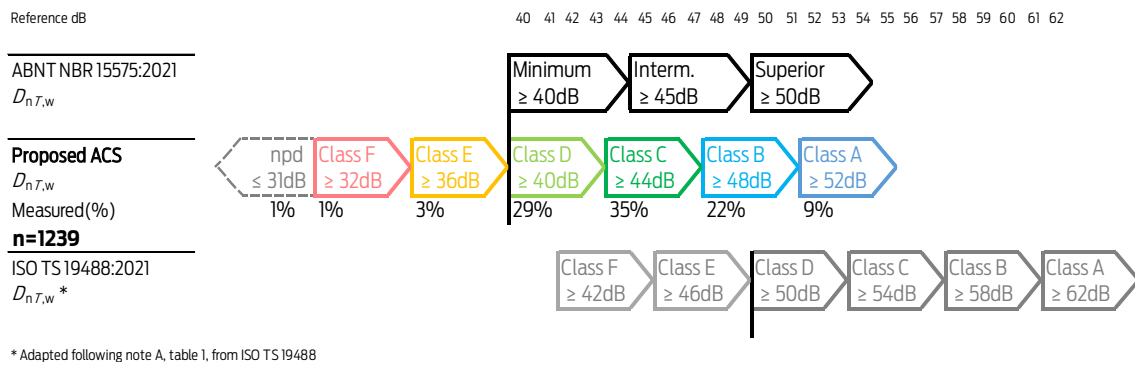 Reference dB 40 41 42 43 44 45 46 47 48 49 50 51 52 53 54 55 56 57 58 59 60 61 62
ABNT NBR 15575:2021 Minimum Interm. Superior
DnT,w ≥ 40dB ≥ 45dB ≥ 50dB
Proposed ACS npd Class F Class E Class D Class C Class B Class A
DnT,w ≤ 31dB ≥ 32dB ≥ 36dB ≥ 40dB ≥ 44dB ≥ 48dB ≥ 52dB
Measured(%) 1% 1% 3% 29% 35% 22% 9%
n=1239
ISO TS 19488:2021 Class F Class E Class D Class C Class B Class A
DnT,w * ≥ 42dB ≥ 46dB ≥ 50dB ≥ 54dB ≥ 58dB ≥ 62dB
* Adapted following note A, table 1, from ISO TS 19488